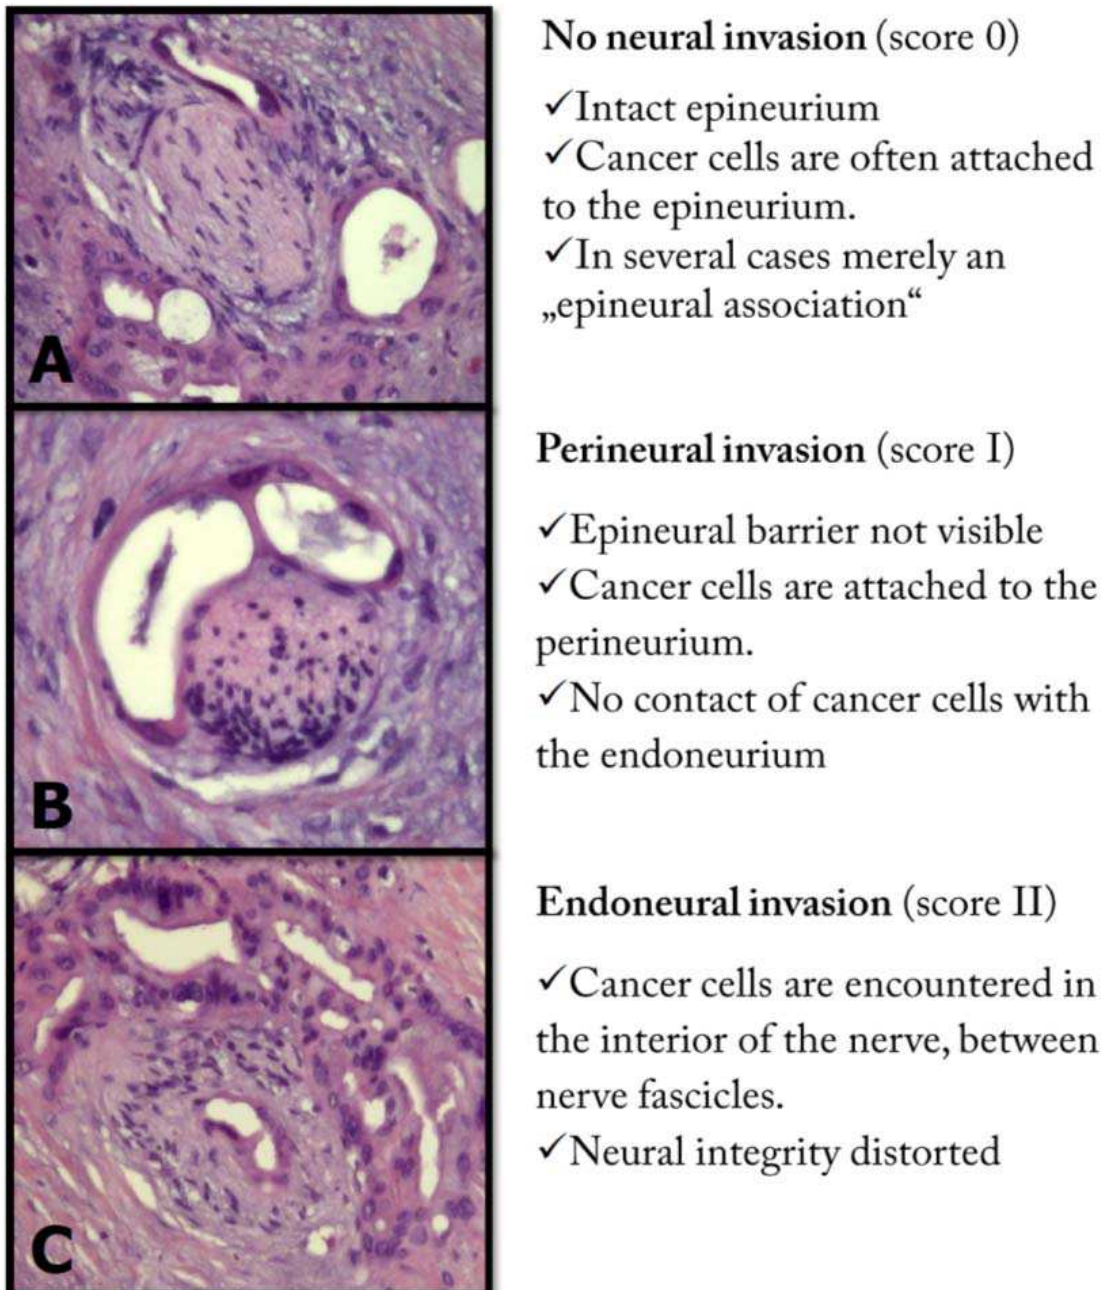 No neural invasion (score 0)
✓Intact epineurium
✓Cancer cells are often attached
to the epineurium.
✓In several cases merely an
„epineural association“
A
Perineural invasion (score I)
✓Epineural barrier not visible
✓Cancer cells are attached to the
perineurium.
✓No contact of cancer cells with
the endoneurium
B
Endoneural invasion (score II)
✓Cancer cells are encountered in
the interior of the nerve, between
nerve fascicles.
✓Neural integrity distorted
C